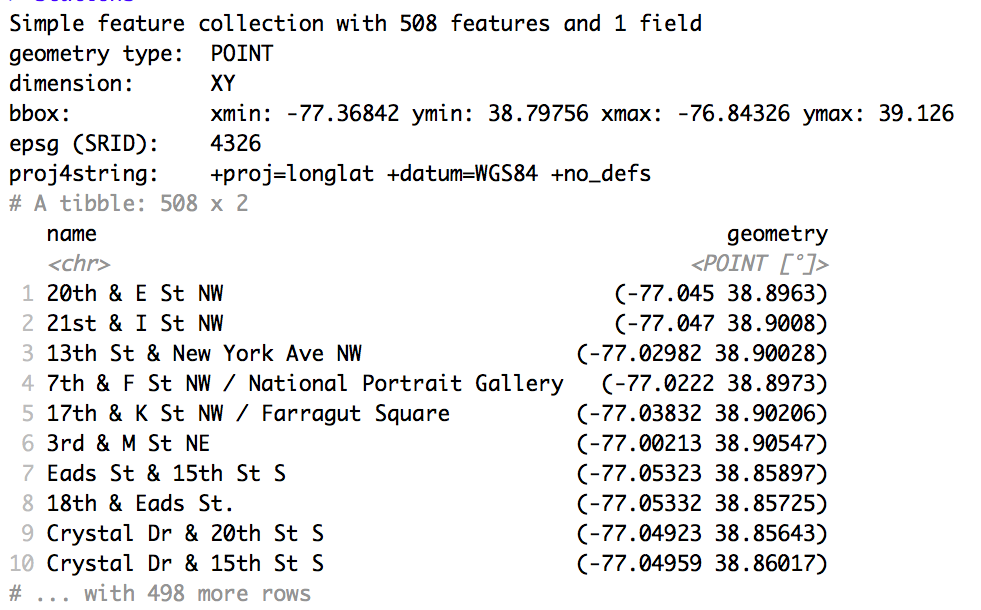 Simple feature collection with 508 features and 1 field
geometry type:  POINT
dimension:      XY
bbox:           xmin: -77.36842 ymin: 38.79756 xmax: -76.84326 ymax: 39.126
epsg (SRID):    4326
proj4string:    +proj=longlat +datum=WGS84 +no_defs
# A tibble: 508 x 2
   name                                                geometry
   <chr>                                            <POINT [°]>
 1 20th & E St NW                              (-77.045 38.8963)
 2 21st & I St NW                              (-77.047 38.9008)
 3 13th St & New York Ave NW                (-77.02982 38.90028)
 4 7th & F St NW / National Portrait Gallery  (-77.0222 38.8973)
 5 17th & K St NW / Farragut Square         (-77.03832 38.90206)
 6 3rd & M St NE                            (-77.00213 38.90547)
 7 Eads St & 15th St S                      (-77.05323 38.85897)
 8 18th & Eads St.                          (-77.05332 38.85725)
 9 Crystal Dr & 20th St S                   (-77.04923 38.85643)
10 Crystal Dr & 15th St S                   (-77.04959 38.86017)
# ... with 498 more rows